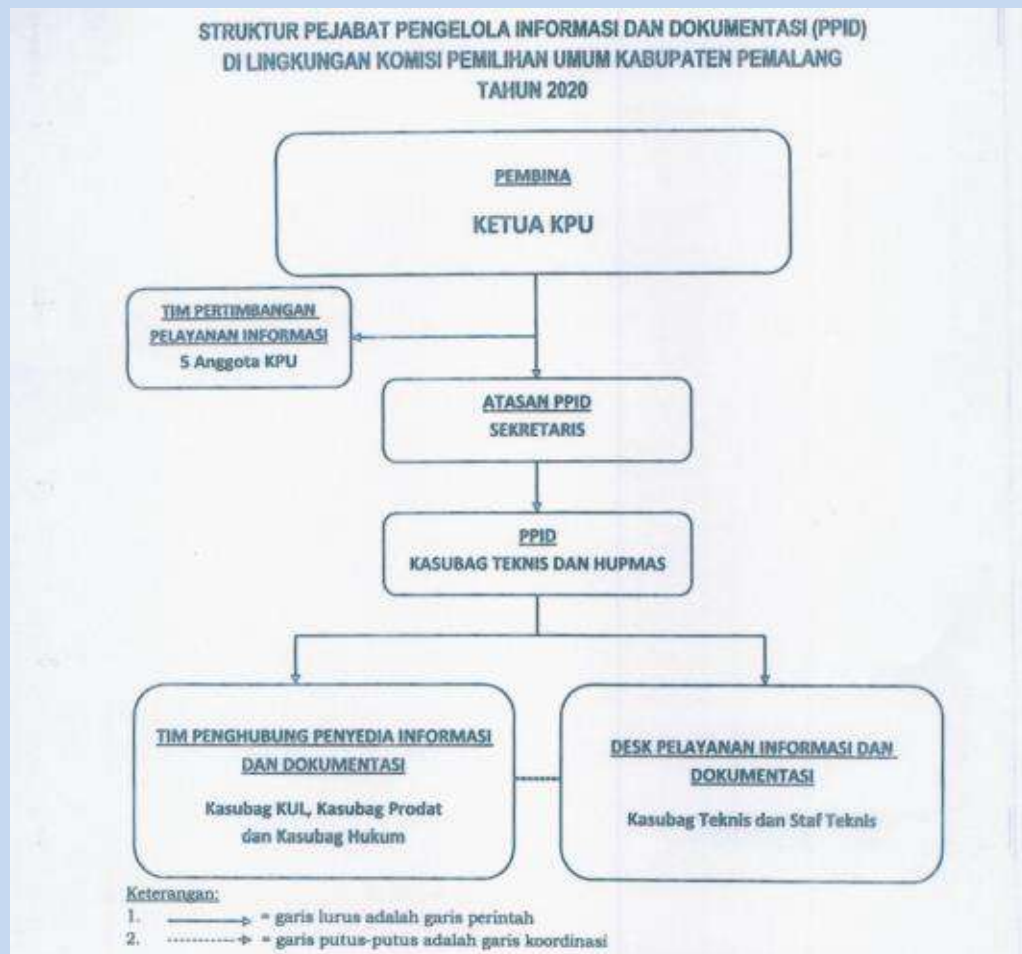 STRUKTUR PEJABAT PENGELOLA INFORMASI DAN DOKUMENTASI (PPID)
DI LINGKUNGAN KOMISI PEMILIHAN UMUM KABUPATEN PEMALANG
TAHUN 2020
PEMBINA
KETUA KPU
TIM PERTIMBANGAN
PELAYANAN INFORMASI
5 Anggota KPU
ATASAN PPID
SEKRETARIS
PPID
KASUBAG TEKNIS DAN HUPMAS
TIM PENGHUBUNG PENYEDIA INFORMASI
DAN DOKUMENTASI
Kasubag KUL, Kasubag Prodat
dan Kasubag Hukum
DESK PELAYANAN INFORMASI DAN
DOKUMENTASI
Kasubag Teknis dan Staf Teknis
Keterangan:
1. = garis lurus adalah garis perintah
2. = garis putus-putus adalah garis koordinasi